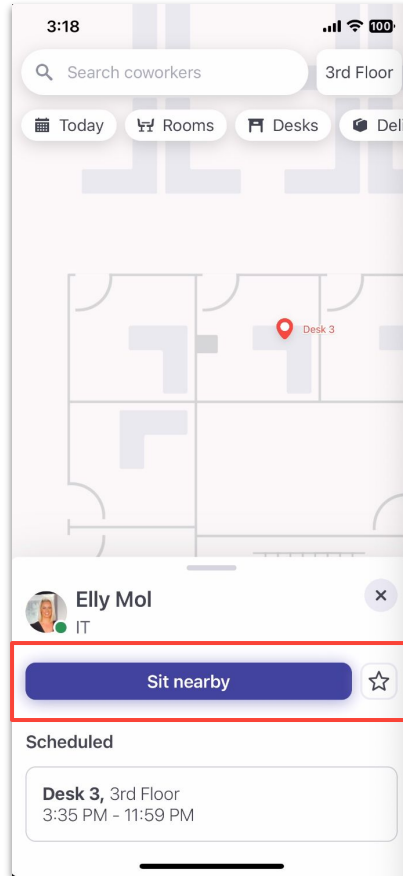 3:18
100
Search coworkers
3rd Floor
Today
Rooms
Desks
Del
Desk 3
Elly Mol
IT
Sit nearby
Scheduled
Desk 3, 3rd Floor
3:35 PM - 11:59 PM